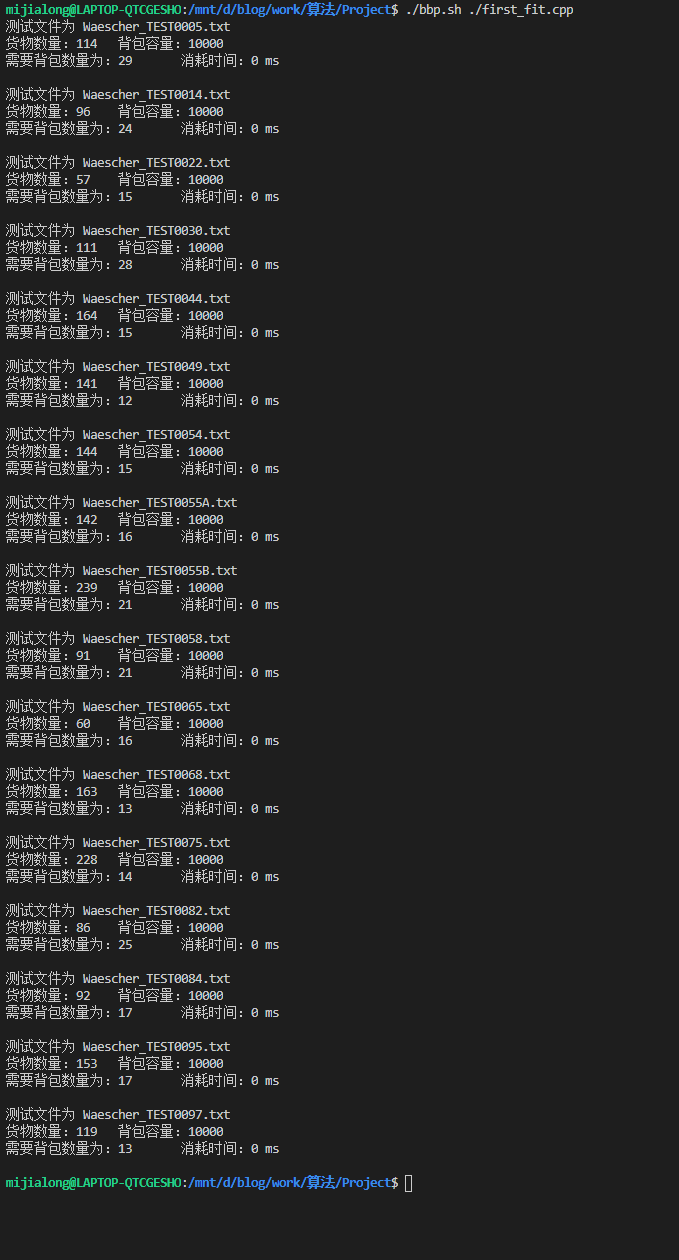 mijialong@LAPTOP-QTCGESHO:/mnt/d/blog/work/算法/Project$ ./bbp.sh ./first_fit.cpp
测试文件为 Waescher_TEST0005.txt
货物数量: 114 背包容量: 10000
需要背包数量为: 29 消耗时间: 0 ms
测试文件为 Waescher_TEST0014.txt
货物数量: 96 背包容量: 10000
需要背包数量为: 24 消耗时间: 0 ms
测试文件为 Waescher_TEST0022.txt
货物数量: 57 背包容量: 10000
需要背包数量为: 15 消耗时间: 0 ms
测试文件为 Waescher_TEST0030.txt
货物数量: 111 背包容量: 10000
需要背包数量为: 28 消耗时间: 0 ms
测试文件为 Waescher_TEST0044.txt
货物数量: 164 背包容量: 10000
需要背包数量为: 15 消耗时间: 0 ms
测试文件为 Waescher_TEST0049.txt
货物数量: 141 背包容量: 10000
需要背包数量为: 12 消耗时间: 0 ms
测试文件为 Waescher_TEST0054.txt
货物数量: 144 背包容量: 10000
需要背包数量为: 15 消耗时间: 0 ms
测试文件为 Waescher_TEST0055A.txt
货物数量: 142 背包容量: 10000
需要背包数量为: 16 消耗时间: 0 ms
测试文件为 Waescher_TEST0055B.txt
货物数量: 239 背包容量: 10000
需要背包数量为: 21 消耗时间: 0 ms
测试文件为 Waescher_TEST0058.txt
货物数量: 91 背包容量: 10000
需要背包数量为: 21 消耗时间: 0 ms
测试文件为 Waescher_TEST0065.txt
货物数量: 60 背包容量: 10000
需要背包数量为: 16 消耗时间: 0 ms
测试文件为 Waescher_TEST0068.txt
货物数量: 163 背包容量: 10000
需要背包数量为: 13 消耗时间: 0 ms
测试文件为 Waescher_TEST0075.txt
货物数量: 228 背包容量: 10000
需要背包数量为: 14 消耗时间: 0 ms
测试文件为 Waescher_TEST0082.txt
货物数量: 86 背包容量: 10000
需要背包数量为: 25 消耗时间: 0 ms
测试文件为 Waescher_TEST0084.txt
货物数量: 92 背包容量: 10000
需要背包数量为: 17 消耗时间: 0 ms
测试文件为 Waescher_TEST0095.txt
货物数量: 153 背包容量: 10000
需要背包数量为: 17 消耗时间: 0 ms
测试文件为 Waescher_TEST0097.txt
货物数量: 119 背包容量: 10000
需要背包数量为: 13 消耗时间: 0 ms
mijialong@LAPTOP-QTCGESHO:/mnt/d/blog/work/算法/Project$